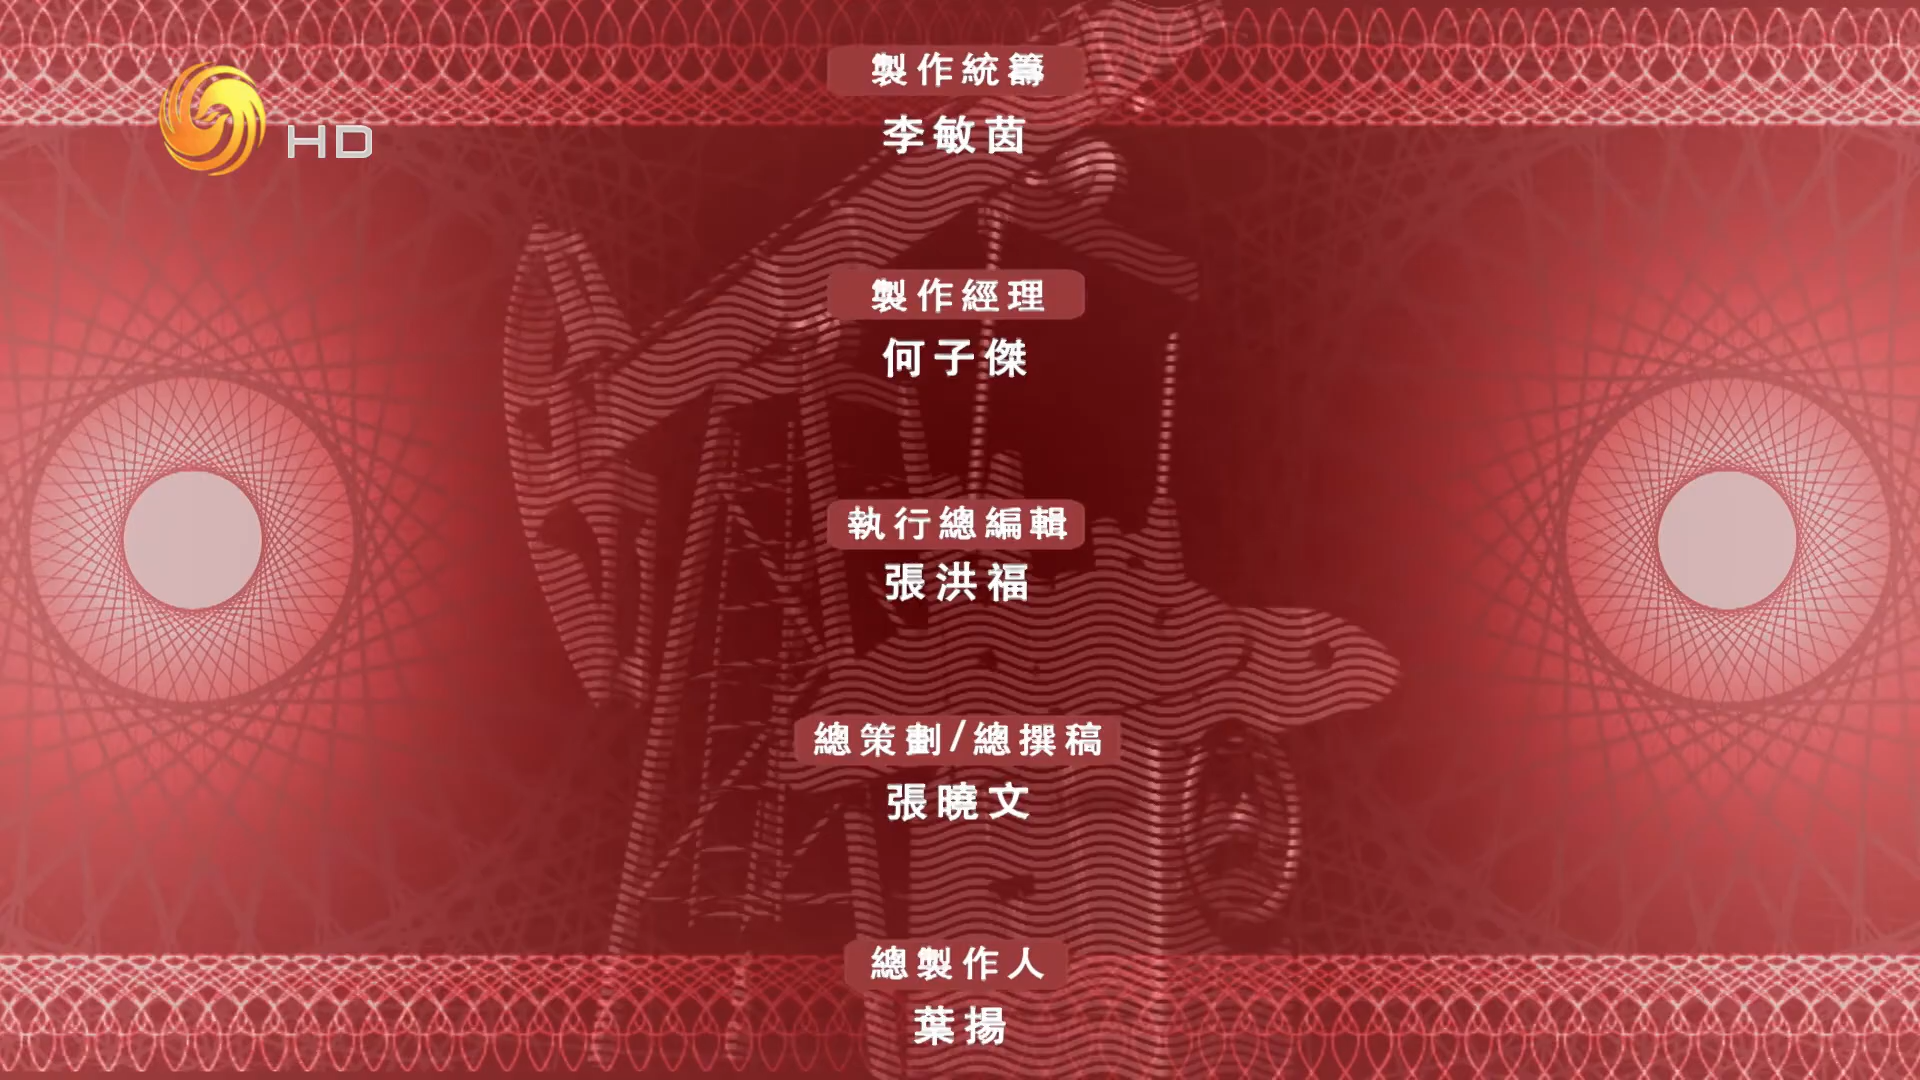 製作統籌
HD
李敏茵
製作經理
何子傑
執行總編輯
張洪福
總策劃/總撰稿
張曉文
總製作人
葉揚